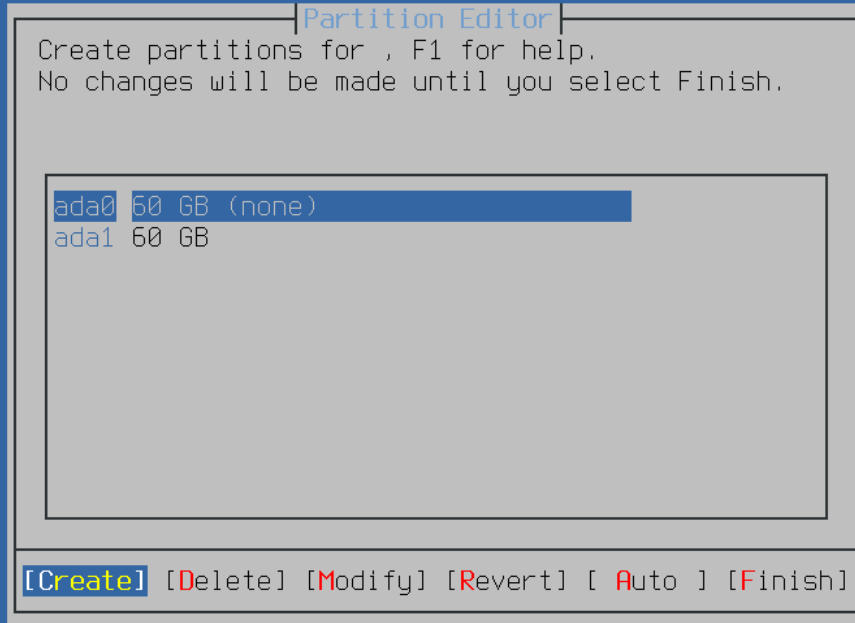 Partition Editor
Create partitions for , F1 for help.
No changes will be made until you select Finish.
ada0 60 GB (none)
ada1 60 GB
[Create] [Delete] [Modify] [Revert] [ Auto ] [Finish]